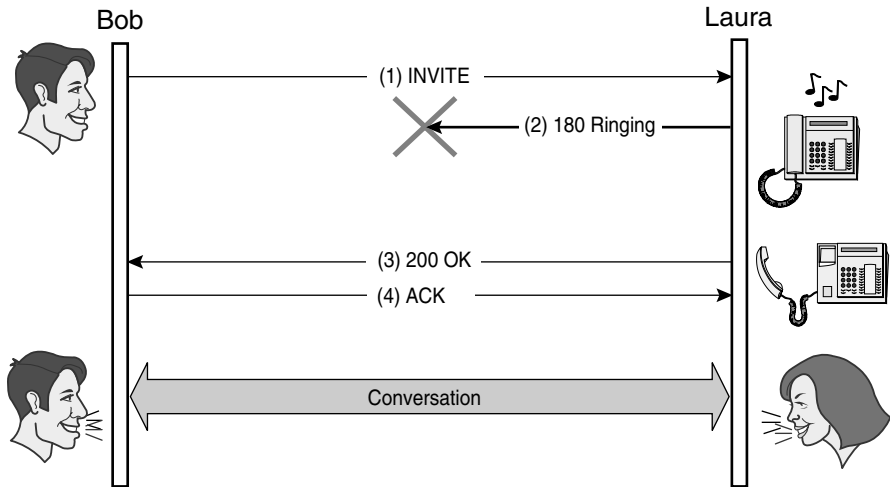 Bob
Laura
(1) INVITE
(2) 180 Ringing
(3) 200 OK
(4) ACK
Conversation